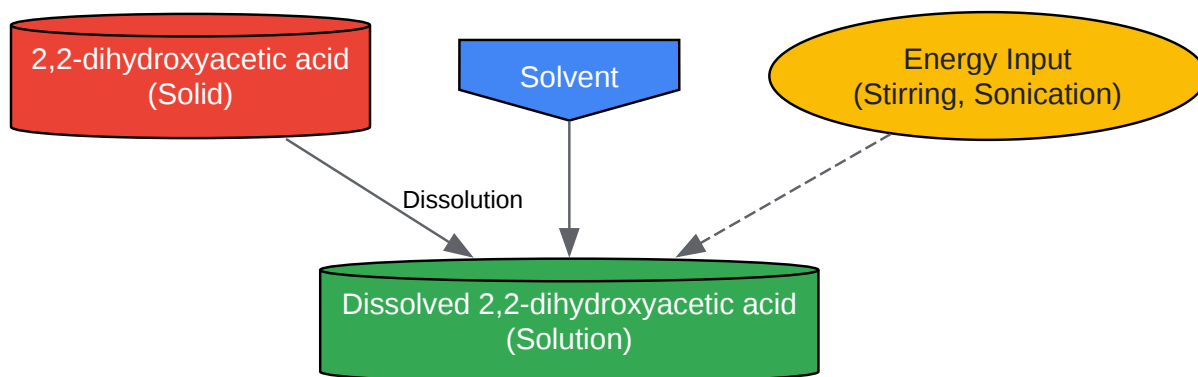 2,2-dihydroxyacetic acid
(Solid)
Solvent
Energy Input
(Stirring, Sonication)
Dissolution
Dissolved 2,2-dihydroxyacetic acid
(Solution)